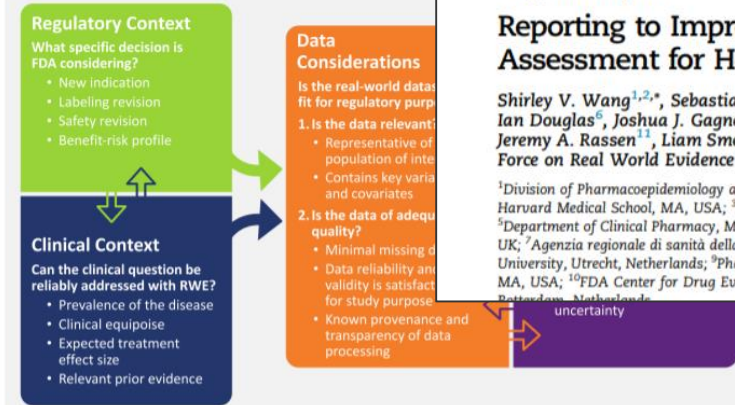 Regulatory Context
What specific decision is
FDA considering?
• New indication
• Labeling revision
• Safety revision
• Benefit-risk profile
Clinical Context
Can the clinical question be
reliably addressed with RWE?
• Prevalence of the disease
• Clinical equipoise
• Expected treatment
effect size
• Relevant prior evidence
Data
Considerations
Is the real-world datas
fit for regulatory purp
1. Is the data relevant?
• Representative of
population of inte
• Contains key varia
and covariates
2. Is the data of adequ
quality?
• Minimal missing d
• Data reliability and
validity is satisfact
for study purpose
• Known provenance and
transparency of data
processing
uncertainty
Reporting to Impr
Assessment for H
Shirley V. Wang1,2,*, Sebastia
Ian Douglas6, Joshua J. Gagn
Jeremy A. Rassen11, Liam Sme
Force on Real World Evidence
1Division of Pharmacoepidemiology a
Harvard Medical School, MA, USA; 3
5Department of Clinical Pharmacy, M
UK; 7Agenzia regionale di sanità dell
University, Utrecht, Netherlands; 9Ph
MA, USA; 10FDA Center for Drug Ev
Rotterdam, Netherlands